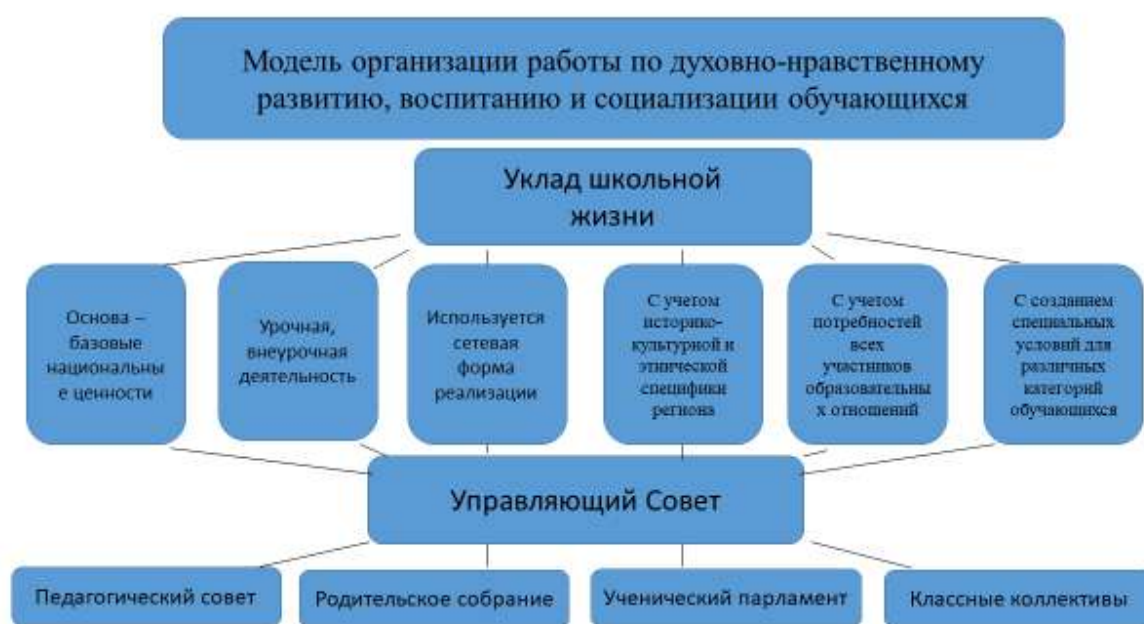 Модель организации работы по духовно-нравственному
развитию, воспитанию и социализации обучающихся
Уклад школьной
жизни
Основа –
базовые
национальны
е ценности
Урочная,
внеурочная
деятельность
Используется
сетевая
форма
реализации
С учетом
историко-
культурной и
этнической
специфики
региона
С учетом
потребностей
всех
участников
образовательны
х отношений
С созданием
специальных
условий для
различных
категорий
обучающихся
Управляющий Совет
Педагогический совет
Родительское собрание
Ученический парламент
Классные коллективы